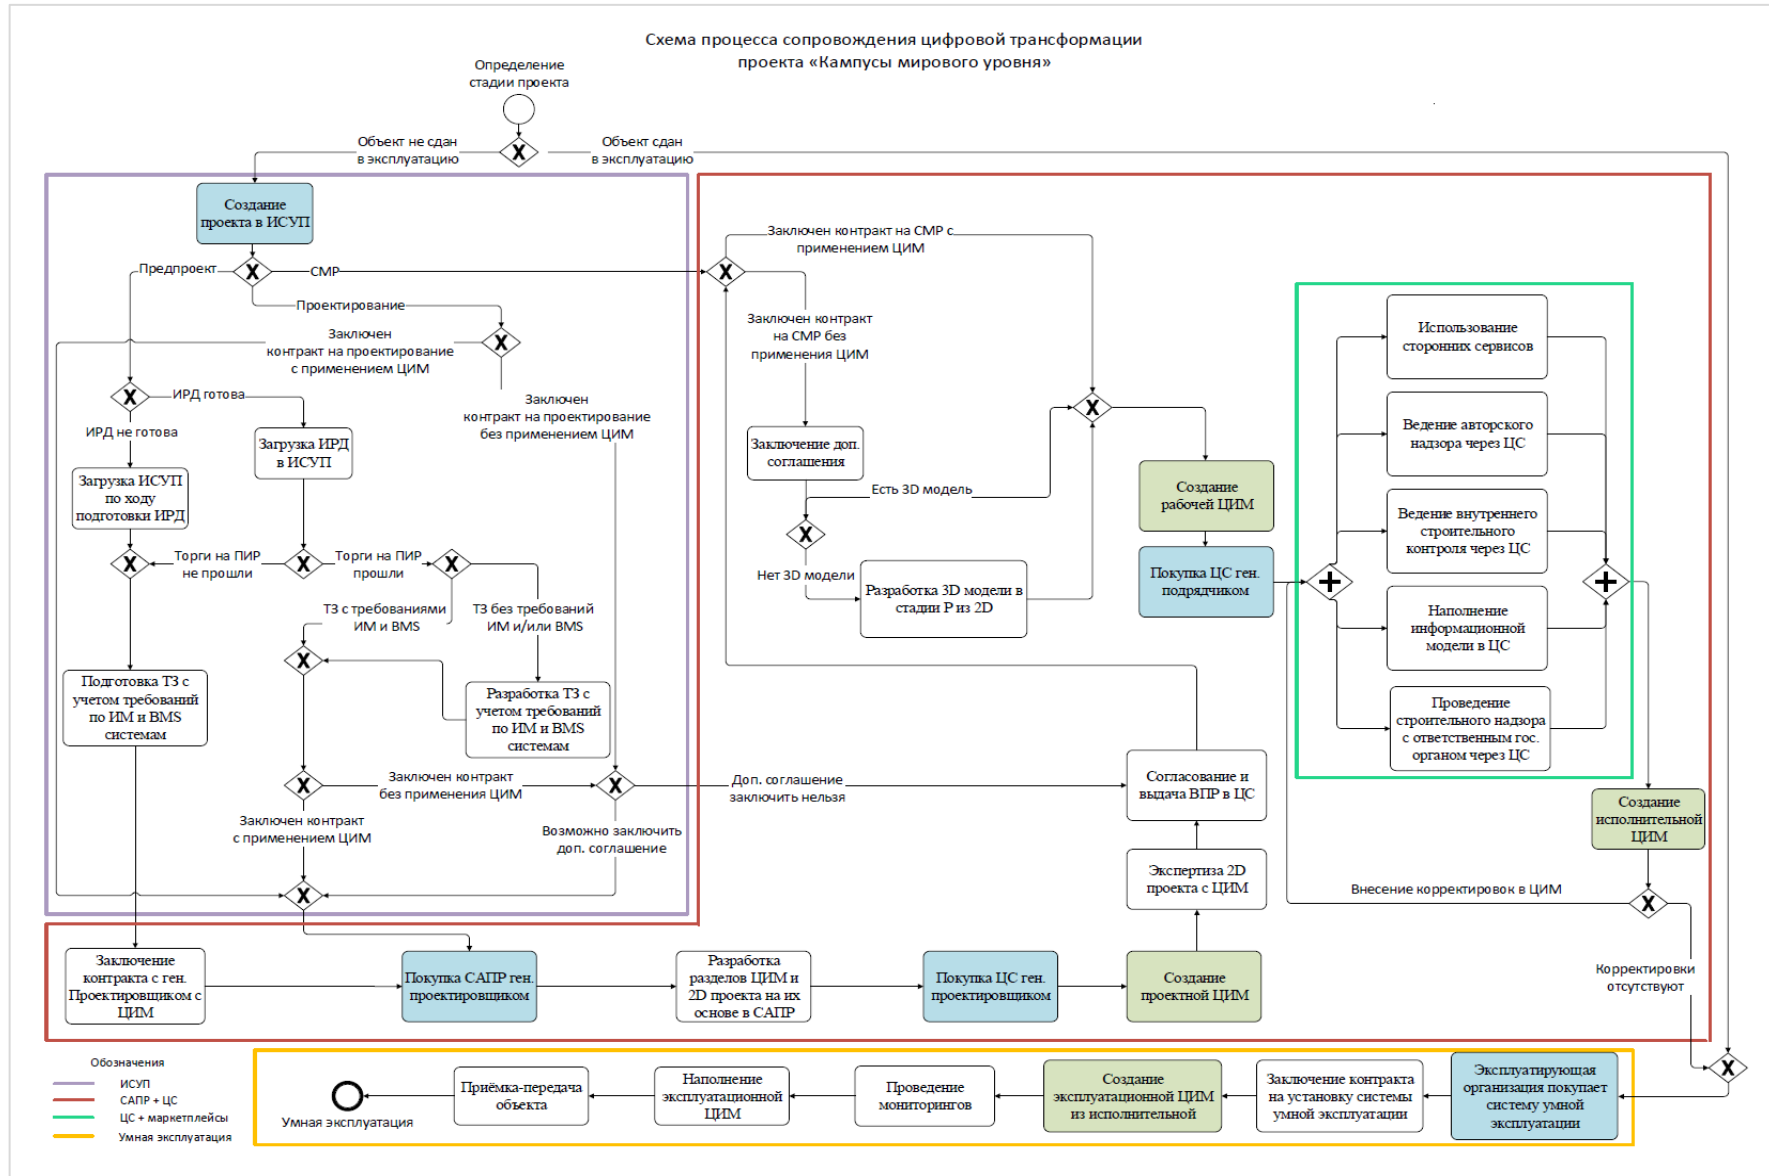 Схема процесса сопровождения цифровой трансформации
проекта «Кампусы мирового уровня»
Определение
стадии проекта
X
Объект не сдан
в эксплуатацию
Объект сдан
в эксплуатацию
Создание
проекта в ИСУП
Предпроект
X
СМР
Проектирование
Заключен
контракт на проектирование
с применением ЦИМ
X
Заключен
контракт на проектирование
без применения ЦИМ
X
ИРД готова
ИРД не готова
Загрузка ИРД
в ИСУП
Загрузка ИСУП
по ходу
подготовки ИРД
X
Торги на ПИР
не прошли
X
Торги на ПИР
прошли
X
ТЗ с требованиями
ИМ и BMS
ТЗ без требований
ИМ и/или BMS
X
Подготовка ТЗ с
учетом требований
по ИМ и BMS
системам
Разработка ТЗ с
учетом требований
по ИМ и BMS
системам
X
Заключен контракт
без применения ЦИМ
X
Заключен контракт
с применением ЦИМ
Возможно заключить
доп. соглашение
Доп. соглашение
заключить нельзя
X
X
Заключен контракт на СМР с
применением ЦИМ
Заключен контракт
на СМР без
применения ЦИМ
Заключение доп.
соглашения
Есть 3D модель
X
X
Нет 3D модели
Разработка 3D модели в
стадии Р из 2D
Создание
рабочей ЦИМ
Покупка ЦС ген.
подрядчиком
+
Использование
сторонних сервисов
Ведение авторского
надзора через ЦС
Ведение внутреннего
строительного
контроля через ЦС
Наполнение
информационной
модели в ЦС
Проведение
строительного надзора
с ответственным гос.
органом через ЦС
+
Согласование и
выдача ВПР в ЦС
Экспертиза 2D
проекта с ЦИМ
Создание
исполнительной
ЦИМ
Внесение корректировок в ЦИМ
X
Корректировки
отсутствуют
Заключение
контракта с ген.
Проектировщиком с
ЦИМ
Покупка САПР ген.
проектировщиком
Разработка
разделов ЦИМ и
2D проекта на их
основе в САПР
Покупка ЦС ген.
проектировщиком
Создание
проектной ЦИМ
X
Обозначения
ИСУП
САПР + ЦС
ЦС + маркетплейсы
Умная эксплуатация
Умная эксплуатация
Приёмка-передача
объекта
Наполнение
эксплуатационной
ЦИМ
Проведение
мониторингов
Создание
эксплуатационной ЦИМ
из исполнительной
Заключение контракта
на установку системы
умной эксплуатации
Эксплуатирующая
организация покупает
систему умной
эксплуатации